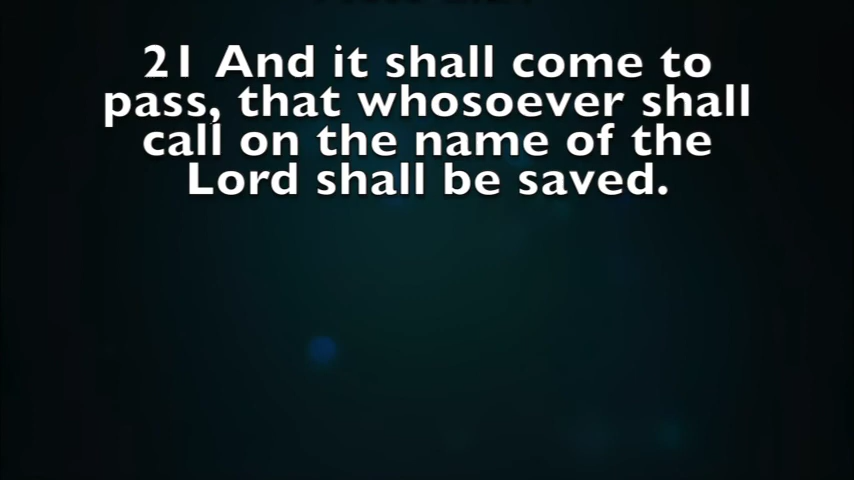 21 And it shall come to
pass, that whosoever shall
call on the name of the
Lord shall be saved.